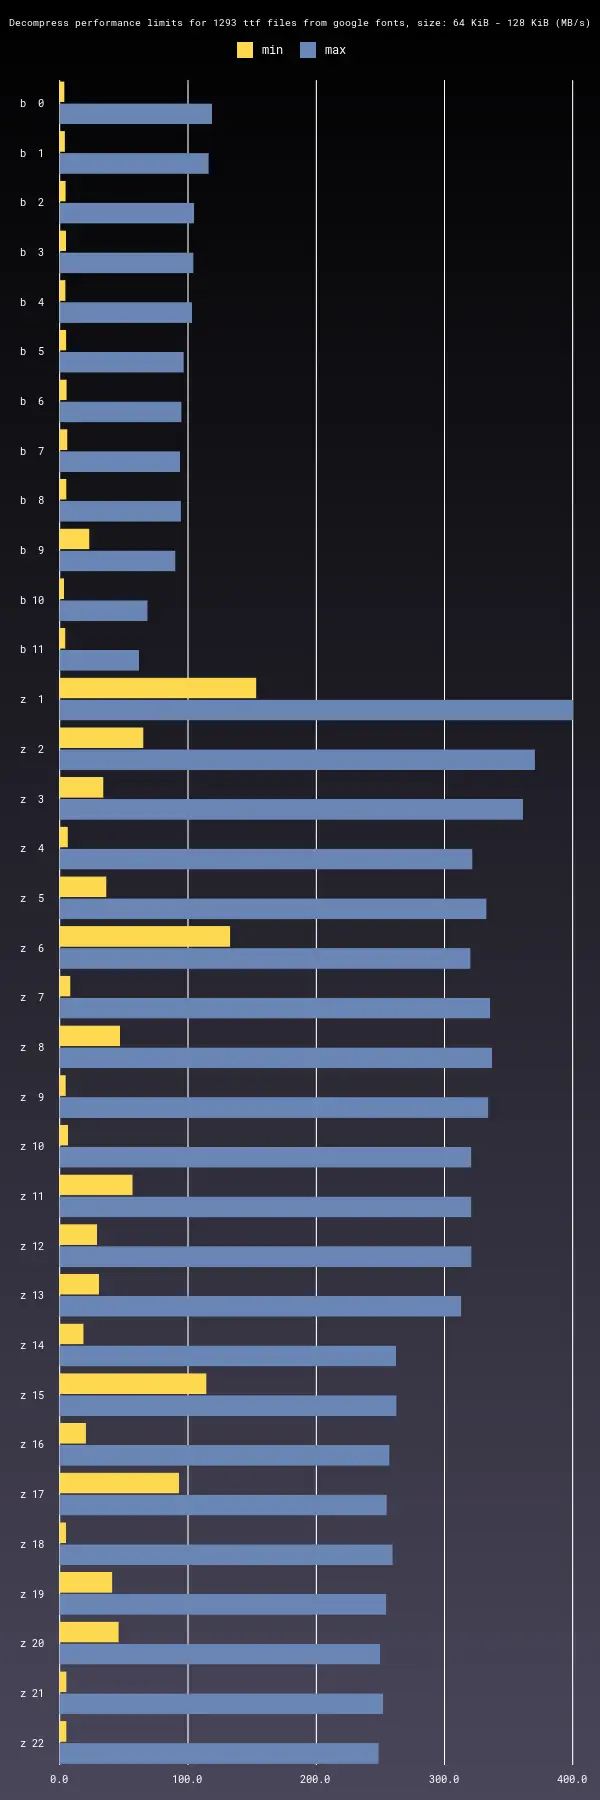 Decompress performance limits for 1293 ttf files from google fonts, size: 64 KiB - 128 KiB (MB/s)
min max
b 0
b 1
b 2
b 3
b 4
b 5
b 6
b 7
b 8
b 9
b 10
b 11
z 1
z 2
z 3
z 4
z 5
z 6
z 7
z 8
z 9
z 10
z 11
z 12
z 13
z 14
z 15
z 16
z 17
z 18
z 19
z 20
z 21
z 22
0.0 100.0 200.0 300.0 400.0